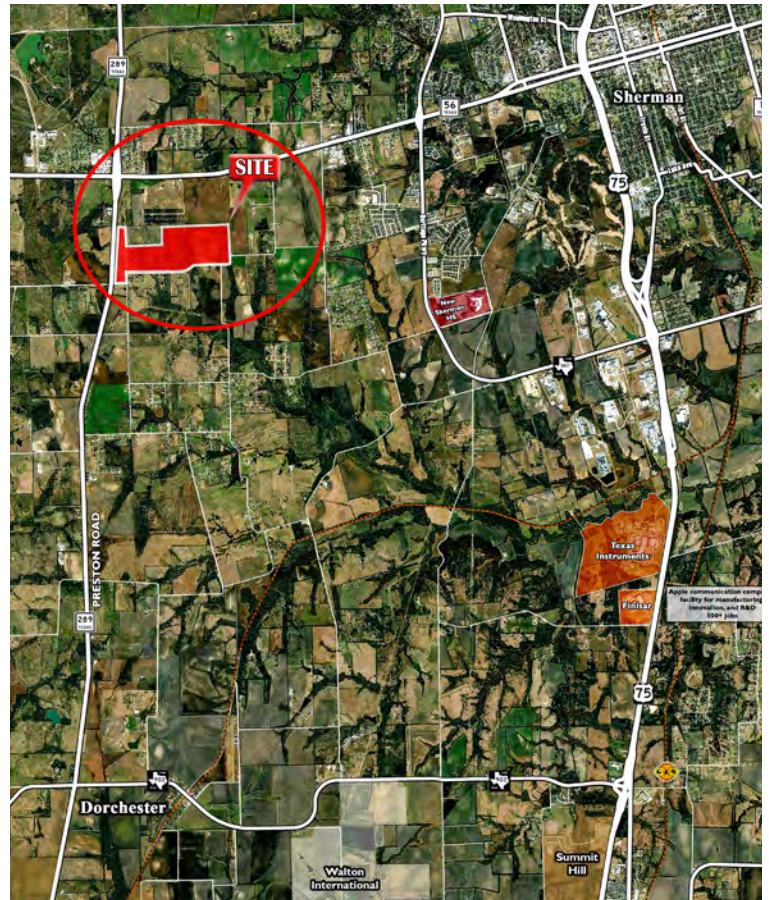 289
TEXAS
56
TEXAS
Sherman
SITE
75
New
Sherman
HS
Texas
Instruments
Finisar
Apple communication comp
facility for manufacturing
innovation, and R&D
500+ jobs
PRESTON ROAD
289
TEXAS
75
Dorchester
Walton
International
Summit
Hill